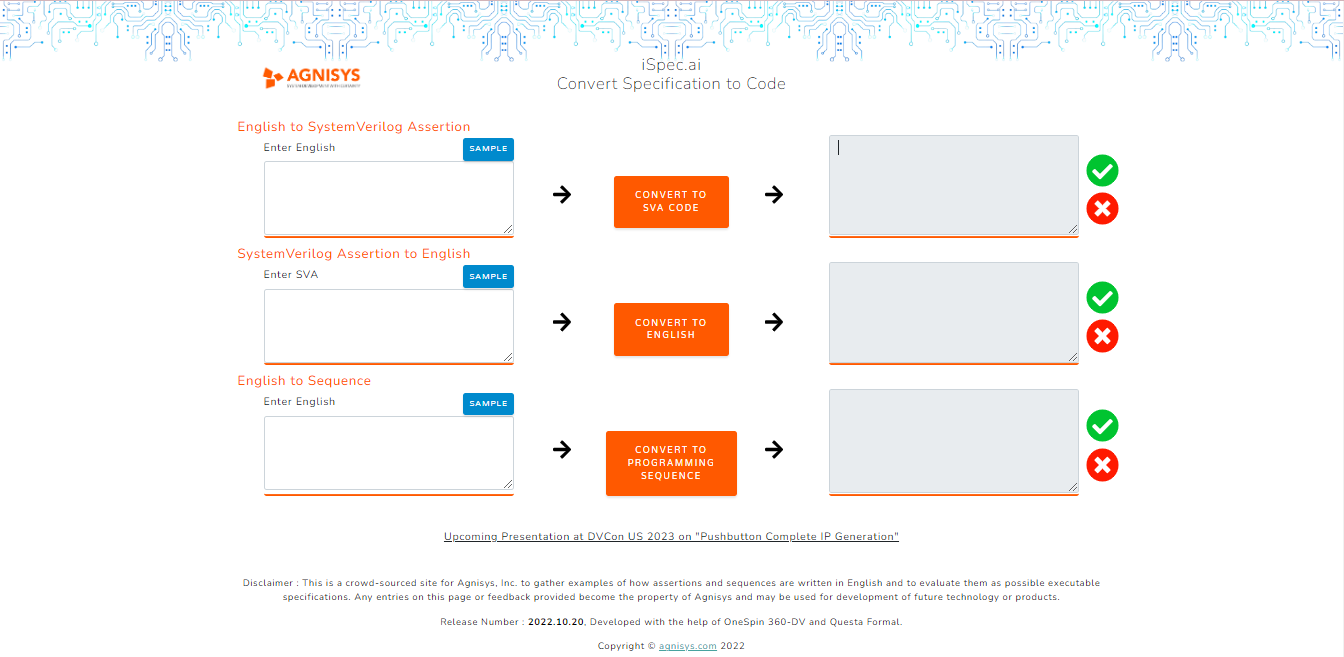 AGNISYS
iSpec.ai
Convert Specification to Code
English to SystemVerilog Assertion
Enter English
SAMPLE
CONVERT TO
SVA CODE
SystemVerilog Assertion to English
Enter SVA
SAMPLE
CONVERT TO
ENGLISH
English to Sequence
Enter English
SAMPLE
CONVERT TO
PROGRAMMING
SEQUENCE
Upcoming Presentation at DVCon US 2023 on "Pushbutton Complete IP Generation"
Disclaimer : This is a crowd-sourced site for Agnisys, Inc. to gather examples of how assertions and sequences are written in English and to evaluate them as possible executable
specifications. Any entries on this page or feedback provided become the property of Agnisys and may be used for development of future technology or products.
Release Number : 2022.10.20, Developed with the help of OneSpin 360-DV and Questa Formal.
Copyright © agnisys.com 2022